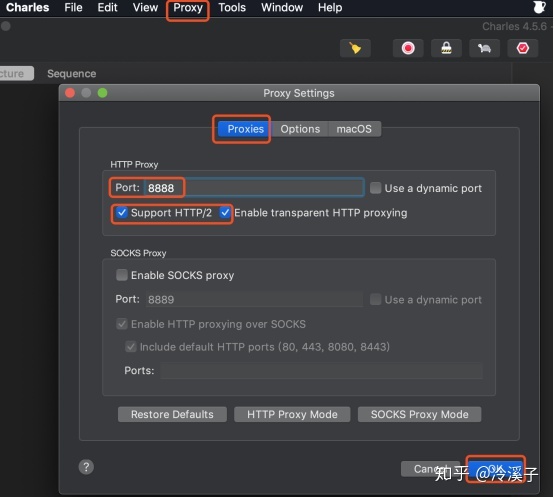 Charles File Edit View Proxy Tools Window Help
Charles 4.5.6
cture Sequence
Proxy Settings
Proxies Options macOS
HTTP Proxy
Port: 8888 Use a dynamic port
Support HTTP/2 Enable transparent HTTP proxying
SOCKS Proxy
Enable SOCKS proxy
Port: 8889 Use a dynamic port
Enable HTTP proxying over SOCKS
Include default HTTP ports (80, 443, 8080, 8443)
Ports:
Restore Defaults HTTP Proxy Mode SOCKS Proxy Mode
? Cancel OK
知乎 @冷溪子